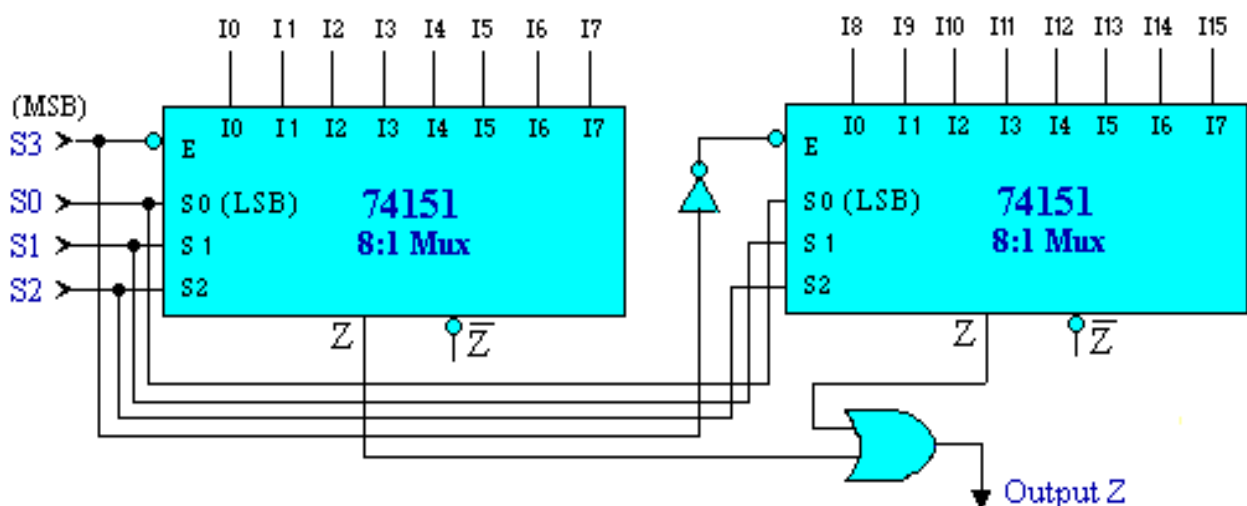 I0 I1 I2 I3 I4 I5 I6 I7
I8 I9 I10 I11 I12 I13 I14 I15
(MSB)
S3
S0
S1
S2
I0 I1 I2 I3 I4 I5 I6 I7
E
S0 (LSB)
S1
S2
74151
8:1 Mux
Z
Z̅
I0 I1 I2 I3 I4 I5 I6 I7
E
S0 (LSB)
S1
S2
74151
8:1 Mux
Z
Z̅
Output Z